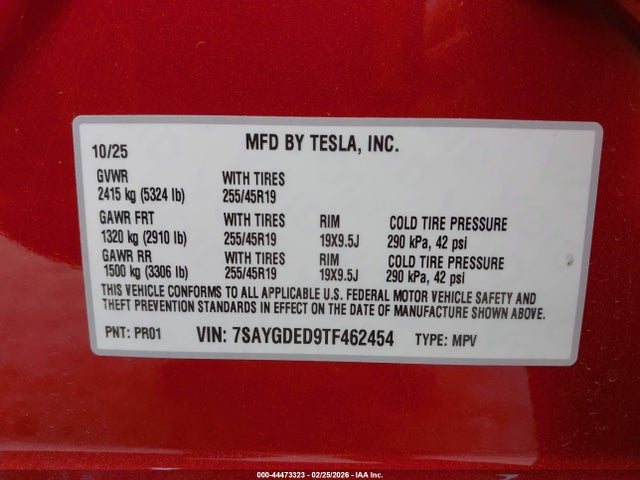 MFD BY TESLA, INC.
10/25
GVWR WITH TIRES
2415 kg (5324 lb) 255/45R19
GAWR FRT WITH TIRES RIM COLD TIRE PRESSURE
1320 kg (2910 lb) 255/45R19 19X9.5J 290 kPa, 42 psi
GAWR RR WITH TIRES RIM COLD TIRE PRESSURE
1500 kg (3306 lb) 255/45R19 19X9.5J 290 kPa, 42 psi
THIS VEHICLE CONFORMS TO ALL APPLICABLE U.S. FEDERAL MOTOR VEHICLE SAFETY AND
THEFT PREVENTION STANDARDS IN EFFECT ON THE DATE OF MANUFACTURE SHOWN ABOVE.
PNT: PR01 VIN: 7SAYGDED9TF462454 TYPE: MPV
000-44473323 - 02/25/2026 - IAA Inc.